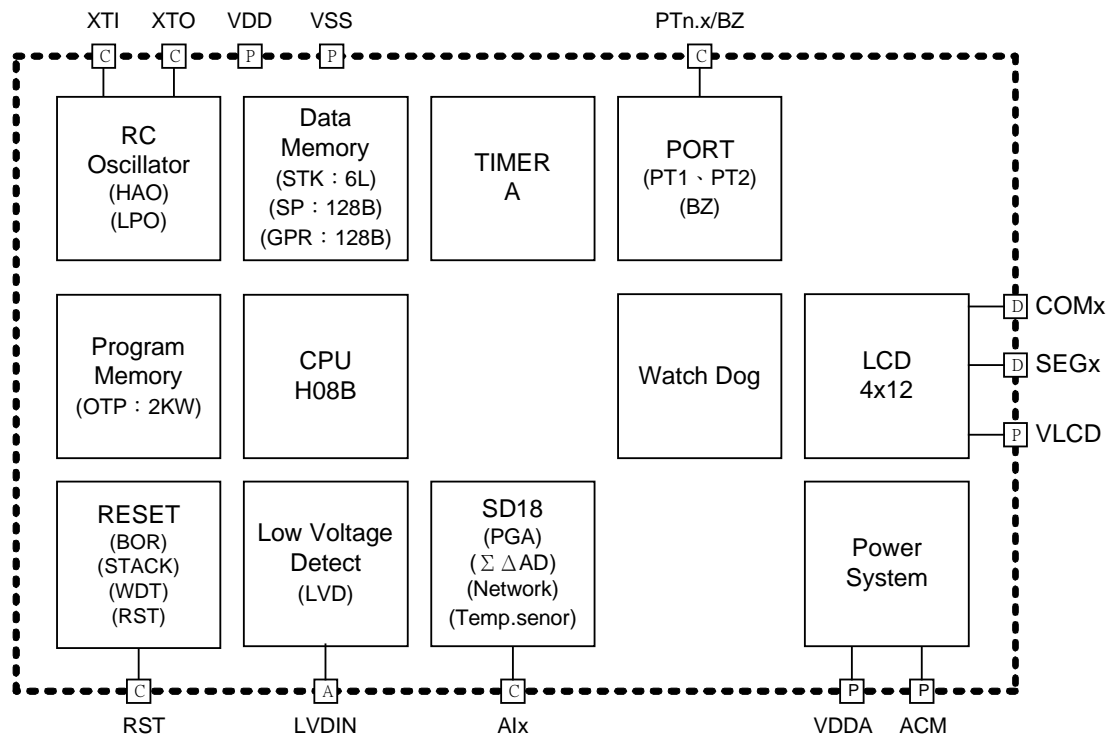 XTI XTO VDD VSS PTn.x/BZ
C C P P C
RC
Oscillator
(HAO)
(LPO)
Data
Memory
(STK：6L)
(SP：128B)
(GPR：128B)
TIMER
A
PORT
(PT1、PT2)
(BZ)
Program
Memory
(OTP：2KW)
CPU
H08B
Watch Dog
LCD
4x12
D COMx
D SEGx
P VLCD
RESET
(BOR)
(STACK)
(WDT)
(RST)
Low Voltage
Detect
(LVD)
SD18
(PGA)
(ΣΔAD)
(Network)
(Temp.senor)
Power
System
C A C P P
RST LVDIN AIx VDDA ACM